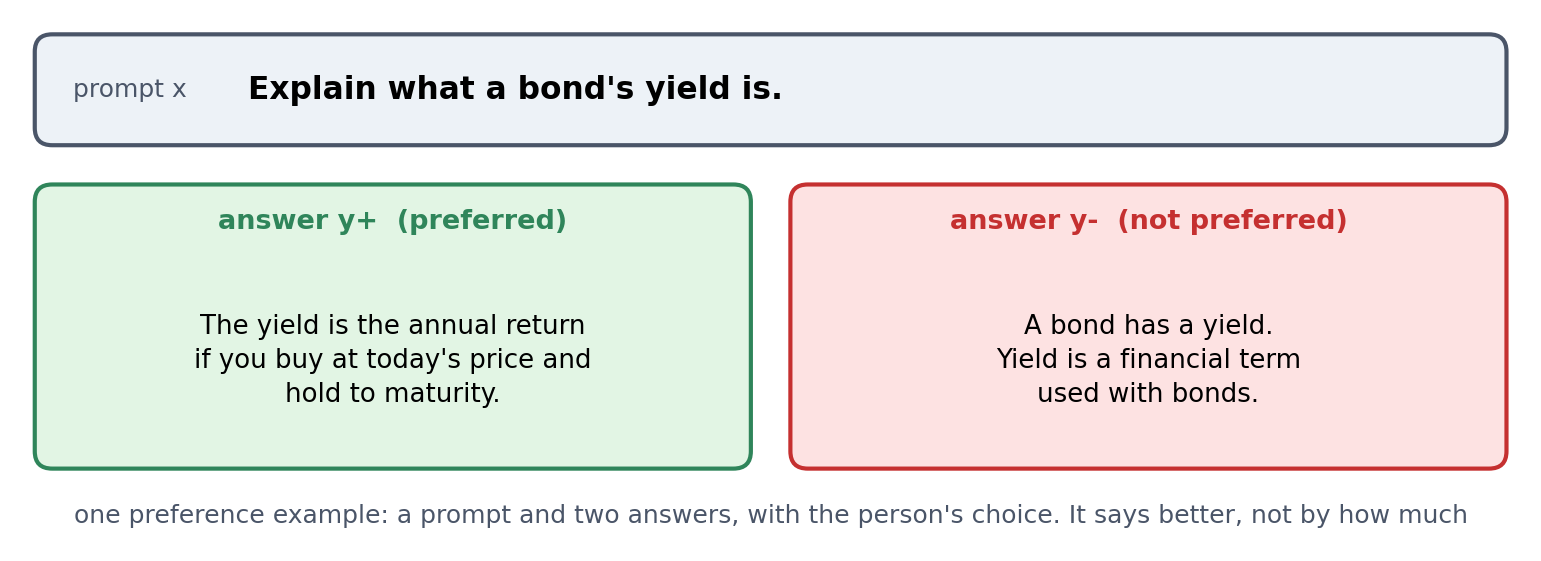 prompt x Explain what a bond's yield is.
answer y+ (preferred)
The yield is the annual return
if you buy at today's price and
hold to maturity.
answer y- (not preferred)
A bond has a yield.
Yield is a financial term
used with bonds.
one preference example: a prompt and two answers, with the person's choice. It says better, not by how much